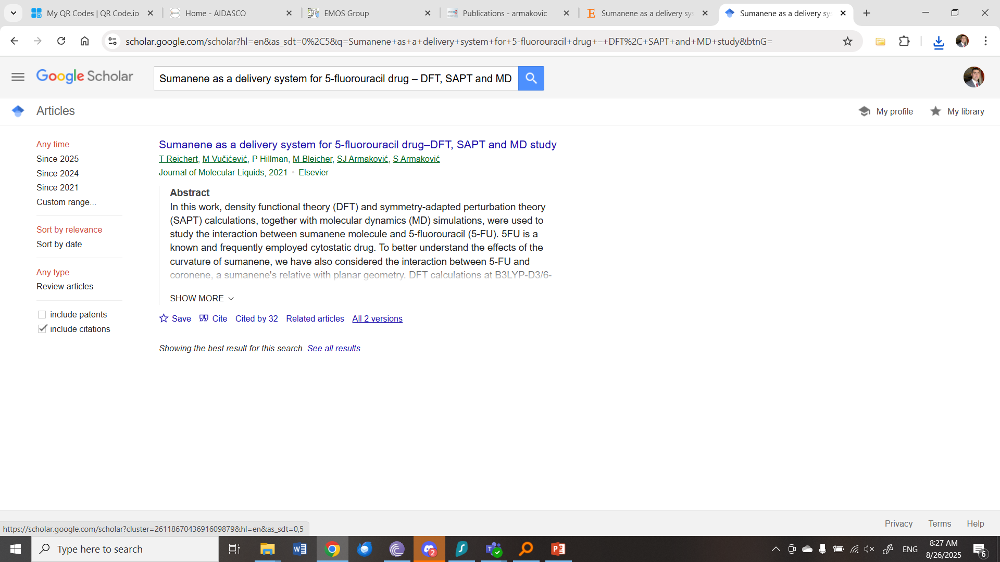 My QR Codes | QR Code.io
Home - AIDASCO
EMOS Group
Publications - armakovic
Sumanene as a delivery sys
Sumanene as a delivery sys
scholar.google.com/scholar?hl=en&as_sdt=0%2C5&q=Sumanene+as+a+delivery+system+for+5-fluorouracil+drug+–+DFT%2C+SAPT+and+MD+study&btnG=
Google Scholar
Sumanene as a delivery system for 5-fluorouracil drug – DFT, SAPT and MD
Articles
My profile
My library
Any time
Since 2025
Since 2024
Since 2021
Custom range...
Sort by relevance
Sort by date
Any type
Review articles
include patents
include citations
Sumanene as a delivery system for 5-fluorouracil drug–DFT, SAPT and MD study
T Reichert, M Vučićević, P Hillman, M Bleicher, SJ Armaković, S Armaković
Journal of Molecular Liquids, 2021 • Elsevier
Abstract
In this work, density functional theory (DFT) and symmetry-adapted perturbation theory
(SAPT) calculations, together with molecular dynamics (MD) simulations, were used to
study the interaction between sumanene molecule and 5-fluorouracil (5-FU). 5FU is a
known and frequently employed cytostatic drug. To better understand the effects of the
curvature of sumanene, we have also considered the interaction between 5-FU and
coronene, a sumanene's relative with planar geometry. DFT calculations at B3LYP-D3/6-
SHOW MORE
Save
Cite
Cited by 32
Related articles
All 2 versions
Showing the best result for this search. See all results
Privacy
Terms
Help
https://scholar.google.com/scholar?cluster=2611867043691609879&hl=en&as_sdt=0,5
Type here to search
2
ENG
8:27 AM
8/26/2025
6